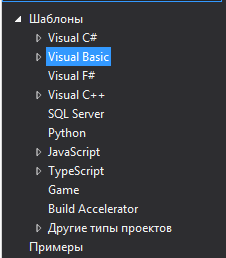 Шаблоны
Visual C#
Visual Basic
Visual F#
Visual C++
SQL Server
Python
JavaScript
TypeScript
Game
Build Accelerator
Другие типы проектов
Примеры